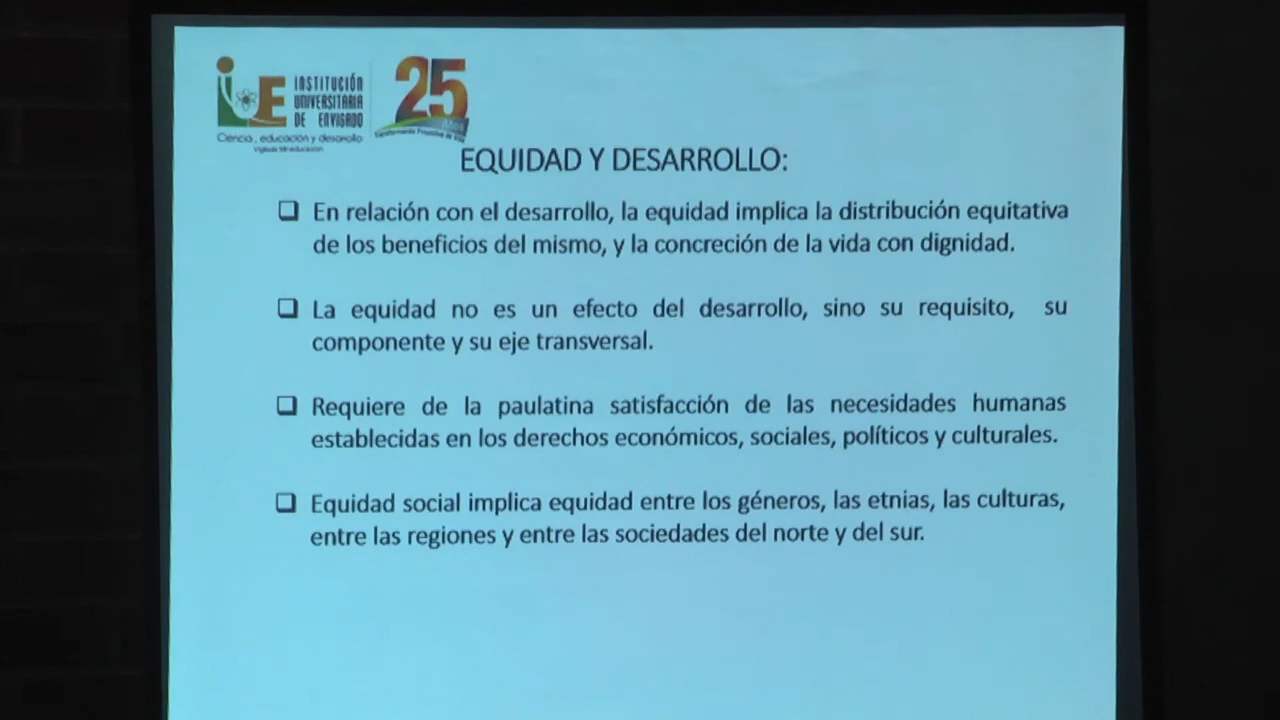 INSTITUCIÓN
UNIVERSITARIA
DE ENVIGADO
Ciencia, educación y desarrollo
25
EQUIDAD Y DESARROLLO:
En relación con el desarrollo, la equidad implica la distribución equitativa
de los beneficios del mismo, y la concreción de la vida con dignidad.
La equidad no es un efecto del desarrollo, sino su requisito, su
componente y su eje transversal.
Requiere de la paulatina satisfacción de las necesidades humanas
establecidas en los derechos económicos, sociales, políticos y culturales.
Equidad social implica equidad entre los géneros, las etnias, las culturas,
entre las regiones y entre las sociedades del norte y del sur.